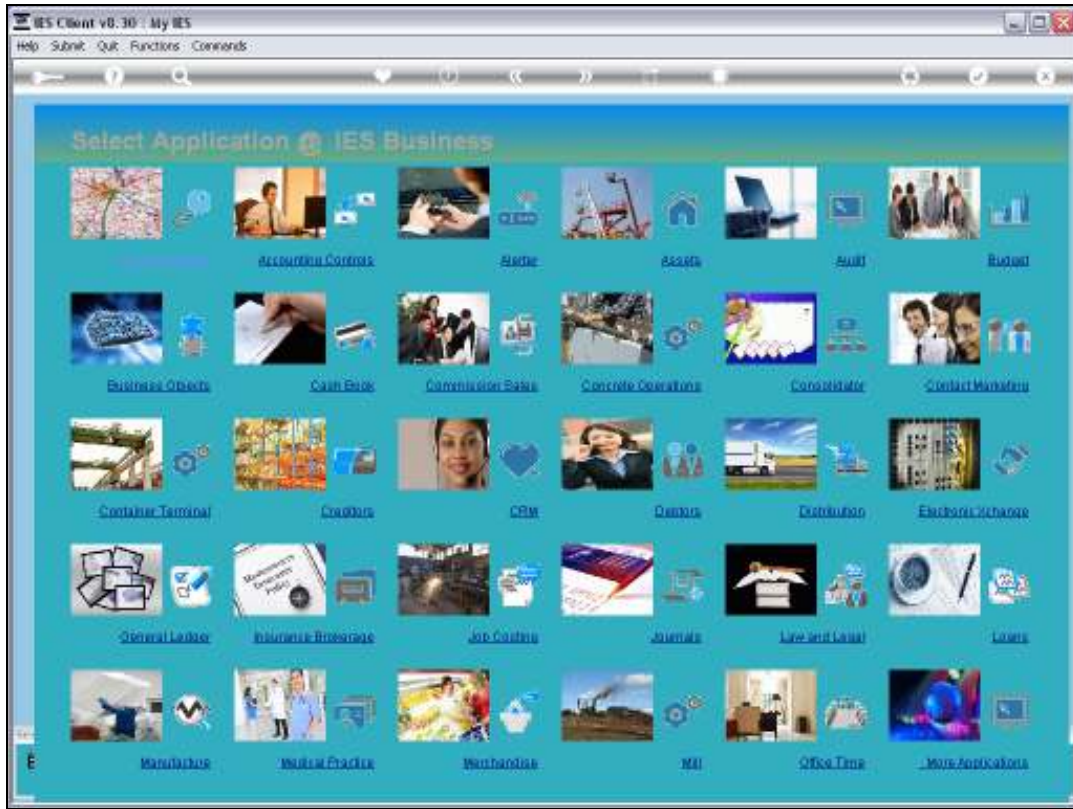 IES Client v8.30 : My IES
Help Submit Quit Functions Commands
Select Application @ IES Business
Accounting Controls Alerter Assets Audit Budget
Business Objects Cash Book Commission Sales Concrete Operations Consolidator Contact Marketing
Container Terminal Creditors CRM Debtors Distribution Electronic Xchange
General Ledger Insurance Brokerage Job Costing Journals Law and Legal Loans
Manufacture Medical Practice Merchandise Mill Office Time ..More Applications